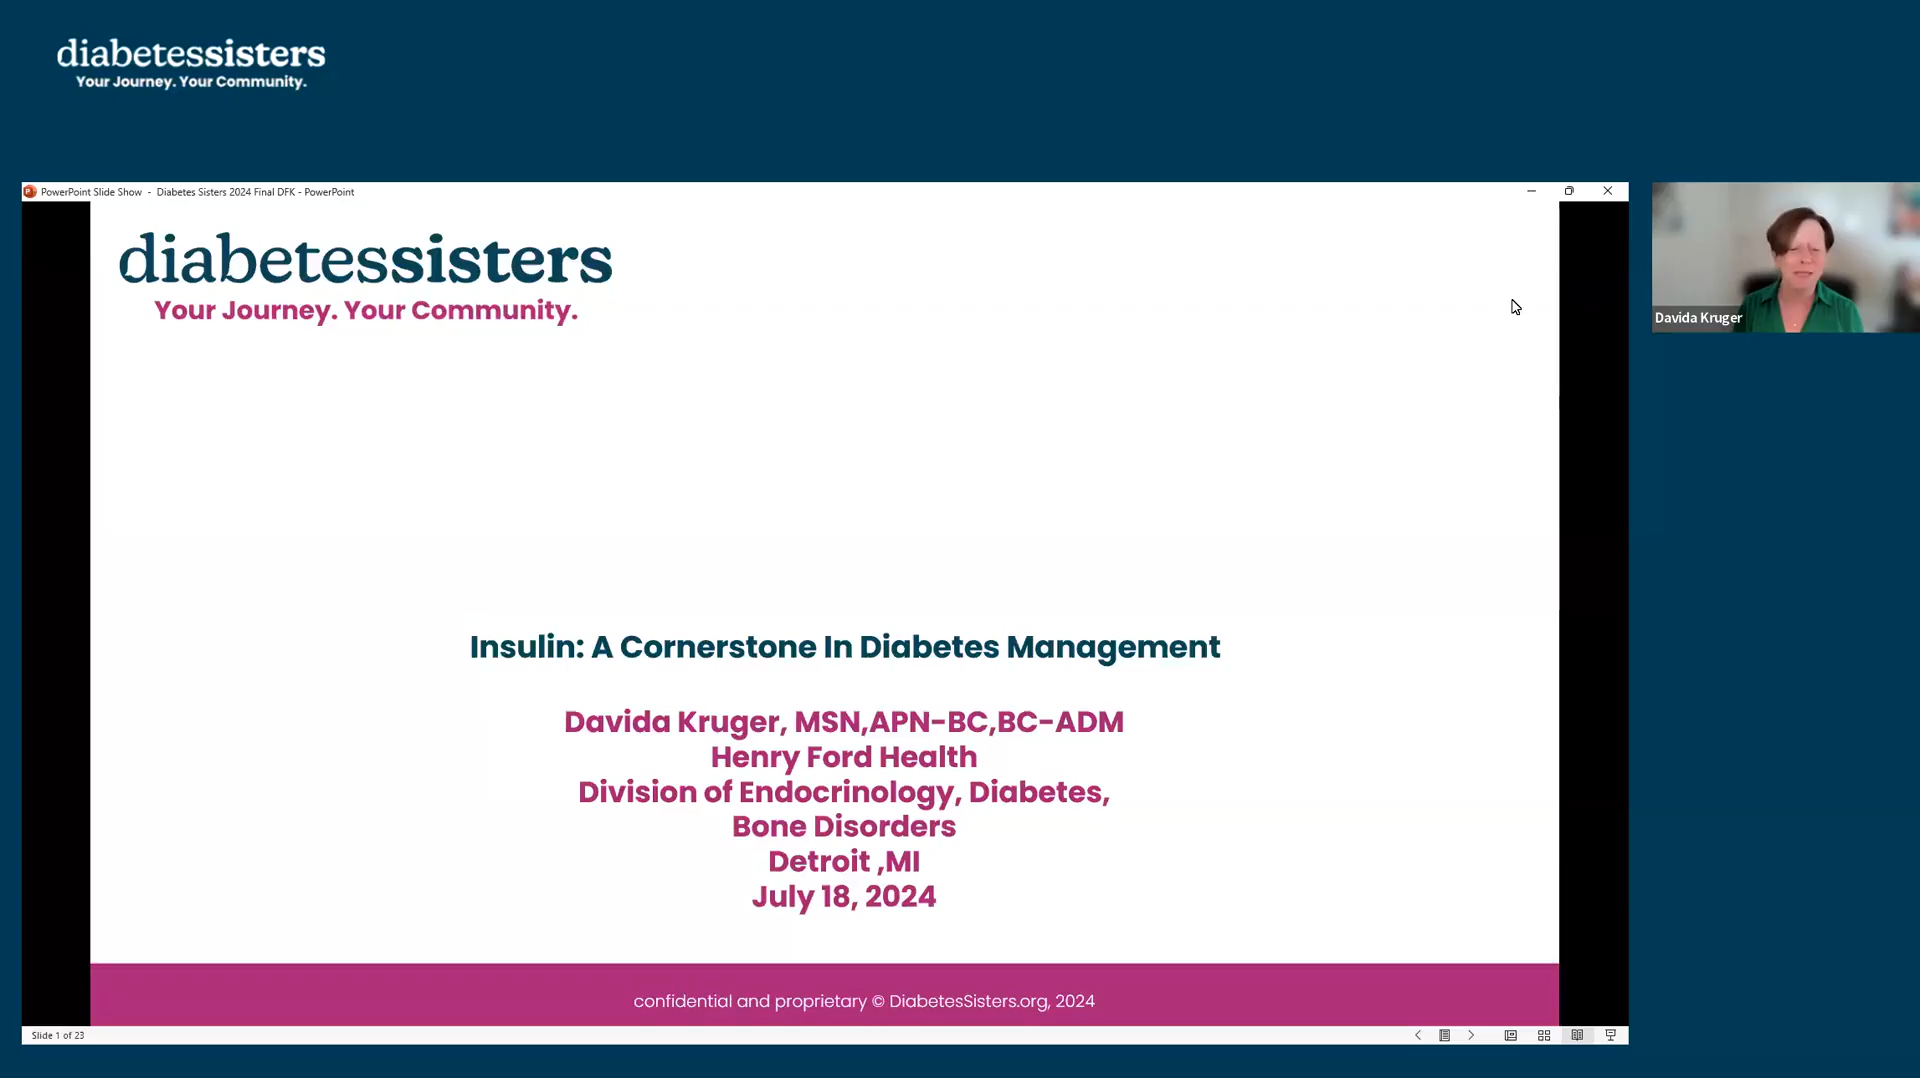 diabetessisters
Your Journey. Your Community.
PowerPoint Slide Show - Diabetes Sisters 2024 Final DFK - PowerPoint
diabetessisters
Your Journey. Your Community.
Davida Kruger
Insulin: A Cornerstone In Diabetes Management
Davida Kruger, MSN,APN-BC,BC-ADM
Henry Ford Health
Division of Endocrinology, Diabetes,
Bone Disorders
Detroit ,MI
July 18, 2024
confidential and proprietary © DiabetesSisters.org, 2024
Slide 1 of 23